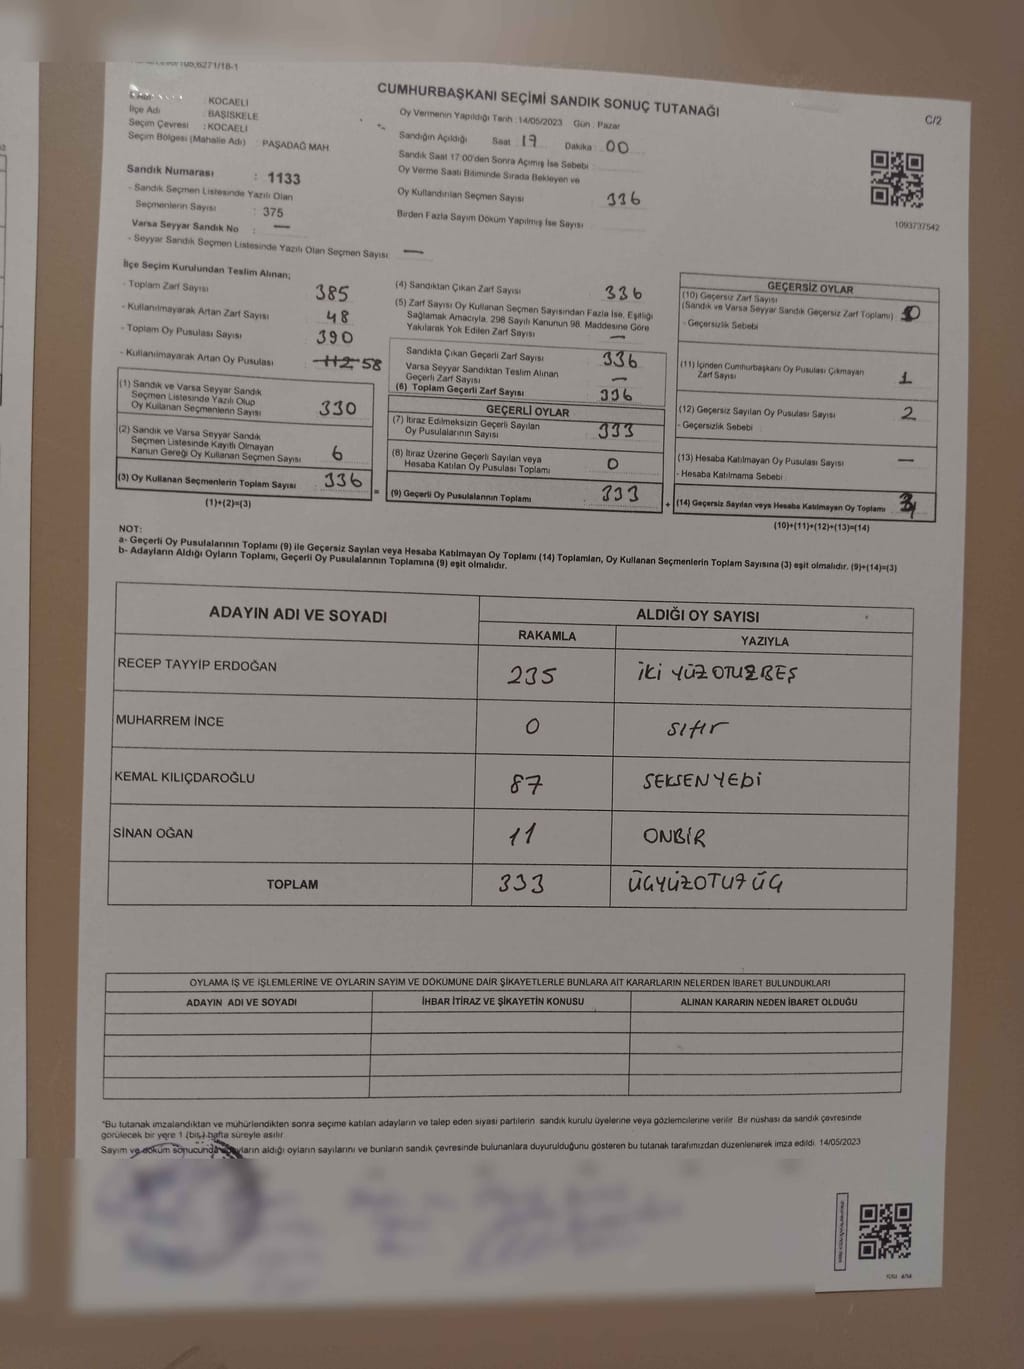 CUMHURBAŞKANI SEÇİMİ SANDIK SONUÇ TUTANAĞI
C/2
: KOCAELİ
İlçe Adı : BAŞİSKELE
Seçim Çevresi : KOCAELİ
Seçim Bölgesi (Mahalle Adı) : PAŞADAĞ MAH.
Oy Vermenin Yapıldığı Tarih : 14/05/2023 Gün : Pazar
Sandığın Açıldığı Saat 17 Dakika : 00
Sandık Saat 17:00'den Sonra Açımış İse Sebebi
Oy Verme Saati Bitiminde Sırada Bekleyen ve
Oy Kullandırılan Seçmen Sayısı 336
Birden Fazla Sayım Döküm Yapılmış İse Sayısı
Sandık Numarası : 1133
- Sandık Seçmen Listesinde Yazılı Olan
Seçmenlerin Sayısı : 375
Varsa Seyyar Sandık No : —
- Seyyar Sandık Seçmen Listesinde Yazılı Olan Seçmen Sayısı : —
1093737542
İlçe Seçim Kurulundan Teslim Alınan;
- Toplam Zarf Sayısı 385
- Kullanılmayarak Artan Zarf Sayısı 48
- Toplam Oy Pusulası Sayısı 390
- Kullanılmayarak Artan Oy Pusulası 112 58
(1) Sandık ve Varsa Seyyar Sandık
Seçmen Listesinde Yazılı Olup
Oy Kullanan Seçmenlerin Sayısı 330
(2) Sandık ve Varsa Seyyar Sandık
Seçmen Listesinde Kayıtlı Olmayan
Kanun Gereği Oy Kullanan Seçmen Sayısı 6
(3) Oy Kullanan Seçmenlerin Toplam Sayısı 336
(1)+(2)=(3)
=
(4) Sandıktan Çıkan Zarf Sayısı 336
(5) Zarf Sayısı Oy Kullanan Seçmen Sayısından Fazla İse, Eşitliği
Sağlamak Amacıyla, 298 Sayılı Kanunun 98. Maddesine Göre
Yakılarak Yok Edilen Zarf Sayısı —
Sandıkta Çıkan Geçerli Zarf Sayısı 336
Varsa Seyyar Sandıktan Teslim Alınan
Geçerli Zarf Sayısı —
(6) Toplam Geçerli Zarf Sayısı 336
GEÇERLİ OYLAR
(7) İtiraz Edilmeksizin Geçerli Sayılan
Oy Pusulalarının Sayısı 333
(8) İtiraz Üzerine Geçerli Sayılan veya
Hesaba Katılan Oy Pusulası Toplamı 0
(9) Geçerli Oy Pusulalarının Toplamı 333
+
GEÇERSİZ OYLAR
(10) Geçersiz Zarf Sayısı
(Sandık ve Varsa Seyyar Sandık Geçersiz Zarf Toplamı) 0
- Geçersizlik Sebebi
(11) İçinden Cumhurbaşkanı Oy Pusulası Çıkmayan
Zarf Sayısı 1
(12) Geçersiz Sayılan Oy Pusulası Sayısı 2
- Geçersizlik Sebebi
(13) Hesaba Katılmayan Oy Pusulası Sayısı —
- Hesaba Katılmama Sebebi
(14) Geçersiz Sayılan veya Hesaba Katılmayan Oy Toplamı 3
(10)+(11)+(12)+(13)=(14)
NOT:
a- Geçerli Oy Pusulalarının Toplamı (9) ile Geçersiz Sayılan veya Hesaba Katılmayan Oy Toplamı (14) Toplamları, Oy Kullanan Seçmenlerin Toplam Sayısına (3) eşit olmalıdır. (9)+(14)=(3)
b- Adayların Aldığı Oyların Toplamı, Geçerli Oy Pusulalarının Toplamına (9) eşit olmalıdır.
ADAYIN ADI VE SOYADI
ALDIĞI OY SAYISI
RAKAMLA YAZIYLA
RECEP TAYYİP ERDOĞAN 235 İKİ YÜZ OTUZBEŞ
MUHARREM İNCE 0 sıfır
KEMAL KILIÇDAROĞLU 87 SEKSENYEDİ
SİNAN OĞAN 11 ONBİR
TOPLAM 333 ÜÇYÜZOTUZ ÜÇ
OYLAMA İŞ VE İŞLEMLERİNE VE OYLARIN SAYIM VE DÖKÜMÜNE DAİR ŞİKAYETLERLE BUNLARA AİT KARARLARIN NELERDEN İBARET BULUNDUKLARI
ADAYIN ADI VE SOYADI İHBAR İTİRAZ VE ŞİKAYETİN KONUSU ALINAN KARARIN NEDEN İBARET OLDUĞU
*Bu tutanak imzalandıktan ve mühürlendikten sonra seçime katılan adayların ve talep eden siyasi partilerin sandık kurulu üyelerine veya gözlemcilerine verilir. Bir nüshası da sandık çevresinde
görülecek bir yere 1 (bir) hafta süreyle asılır.
Sayım ve döküm sonucunda adayların aldığı oyların sayılarını ve bunların sandık çevresinde bulunanlara duyurulduğunu gösteren bu tutanak tarafımızdan düzenlenerek imza edildi. 14/05/2023